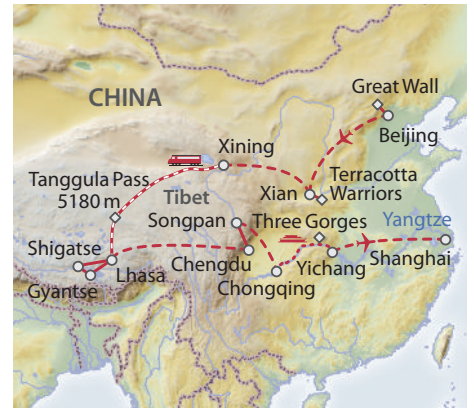 Great Wall
CHINA
Beijing
Xining
Terracotta
Warriors
Xian
Tanggula Pass
5180 m
Tibet
Songpan
Three Gorges
Yangtze
Shigatse
Lhasa
Chengdu
Yichang
Shanghai
Gyantse
Chongqing